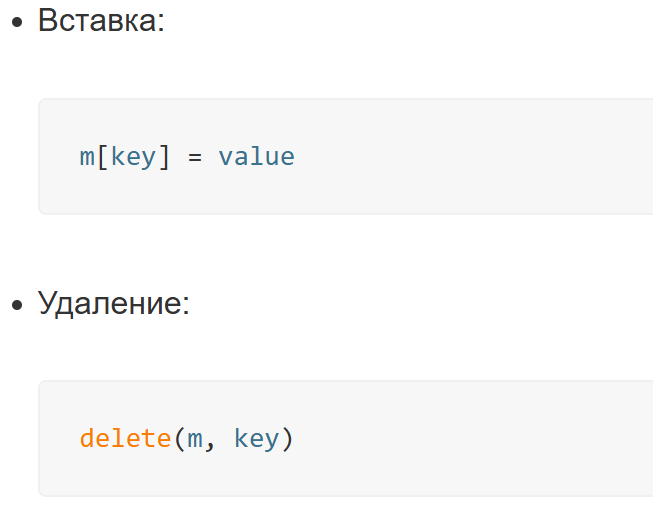 Вставка:
m[key] = value
Удаление:
delete(m, key)